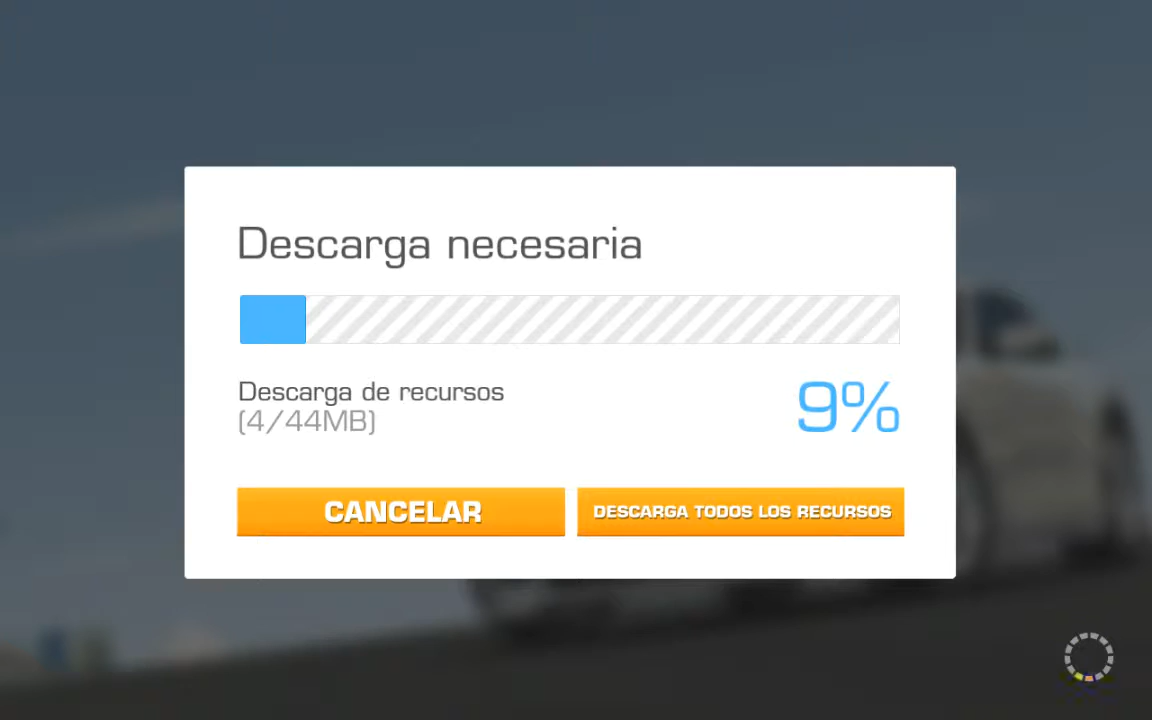 Descarga necesaria
Descarga de recursos
(4/44MB)
9%
CANCELAR
DESCARGA TODOS LOS RECURSOS